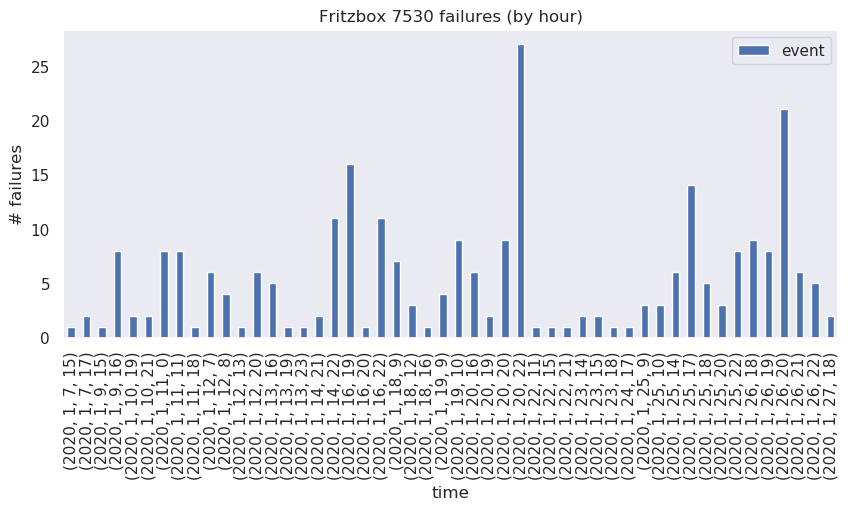 Fritzbox 7530 failures (by hour)
event
# failures
25
20
15
10
5
0
(2020, 1, 7, 15)
(2020, 1, 7, 17)
(2020, 1, 9, 15)
(2020, 1, 9, 16)
(2020, 1, 10, 19)
(2020, 1, 10, 21)
(2020, 1, 11, 0)
(2020, 1, 11, 11)
(2020, 1, 11, 18)
(2020, 1, 12, 7)
(2020, 1, 12, 8)
(2020, 1, 12, 13)
(2020, 1, 12, 20)
(2020, 1, 13, 16)
(2020, 1, 13, 19)
(2020, 1, 13, 23)
(2020, 1, 14, 21)
(2020, 1, 14, 22)
(2020, 1, 16, 19)
(2020, 1, 16, 20)
(2020, 1, 16, 22)
(2020, 1, 18, 9)
(2020, 1, 18, 12)
(2020, 1, 18, 16)
(2020, 1, 19, 9)
(2020, 1, 19, 10)
(2020, 1, 20, 16)
(2020, 1, 20, 19)
(2020, 1, 20, 20)
(2020, 1, 20, 22)
(2020, 1, 22, 11)
(2020, 1, 22, 15)
(2020, 1, 22, 21)
(2020, 1, 23, 14)
(2020, 1, 23, 15)
(2020, 1, 23, 18)
(2020, 1, 24, 17)
(2020, 1, 25, 9)
(2020, 1, 25, 10)
(2020, 1, 25, 14)
(2020, 1, 25, 17)
(2020, 1, 25, 18)
(2020, 1, 25, 20)
(2020, 1, 25, 22)
(2020, 1, 26, 18)
(2020, 1, 26, 19)
(2020, 1, 26, 20)
(2020, 1, 26, 21)
(2020, 1, 26, 22)
(2020, 1, 27, 18)
time